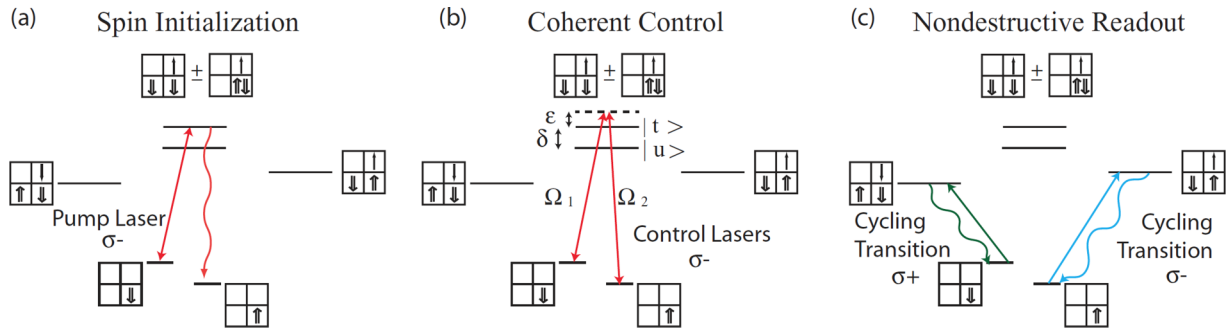 (a) Spin Initialization
±
Pump Laser
σ-
(b) Coherent Control
±
ε
δ
| t >
| u >
Ω 1
Ω 2
Control Lasers
σ-
(c) Nondestructive Readout
±
Cycling
Transition
σ+
Cycling
Transition
σ-